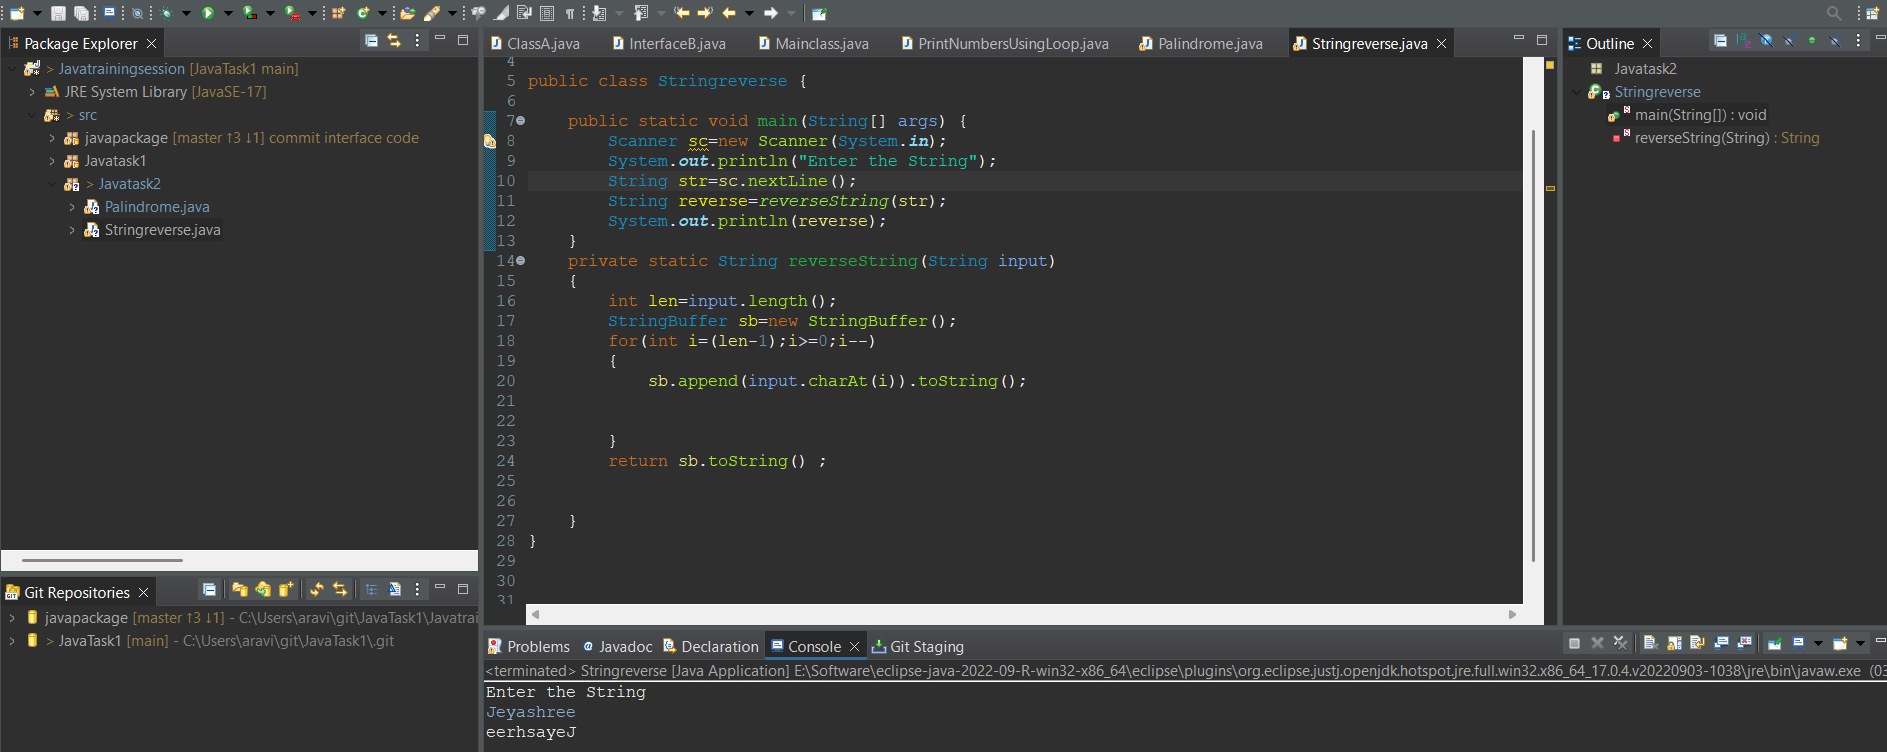 Package Explorer
> Javatrainingsession [JavaTask1 main]
JRE System Library [JavaSE-17]
> src
javapackage [master ↑3 ↓1] commit interface code
Javatask1
> Javatask2
Palindrome.java
Stringreverse.java
Git Repositories
javapackage [master ↑3 ↓1] - C:\Users\aravi\git\JavaTask1\Javatrai
> JavaTask1 [main] - C:\Users\aravi\git\JavaTask1\.git
ClassA.java InterfaceB.java Mainclass.java PrintNumbersUsingLoop.java Palindrome.java Stringreverse.java
4
5 public class Stringreverse {
6
7 public static void main(String[] args) {
8 Scanner sc=new Scanner(System.in);
9 System.out.println("Enter the String");
10 String str=sc.nextLine();
11 String reverse=reverseString(str);
12 System.out.println(reverse);
13 }
14 private static String reverseString(String input)
15 {
16 int len=input.length();
17 StringBuffer sb=new StringBuffer();
18 for(int i=(len-1);i>=0;i--)
19 {
20 sb.append(input.charAt(i)).toString();
21
22
23 }
24 return sb.toString() ;
25
26
27 }
28 }
29
30
31
Outline
Javatask2
Stringreverse
main(String[]) : void
reverseString(String) : String
Problems @ Javadoc Declaration Console Git Staging
<terminated> Stringreverse [Java Application] E:\Software\eclipse-java-2022-09-R-win32-x86_64\eclipse\plugins\org.eclipse.justj.openjdk.hotspot.jre.full.win32.x86_64_17.0.4.v20220903-1038\jre\bin\javaw.exe (03
Enter the String
Jeyashree
eerhsayeJ